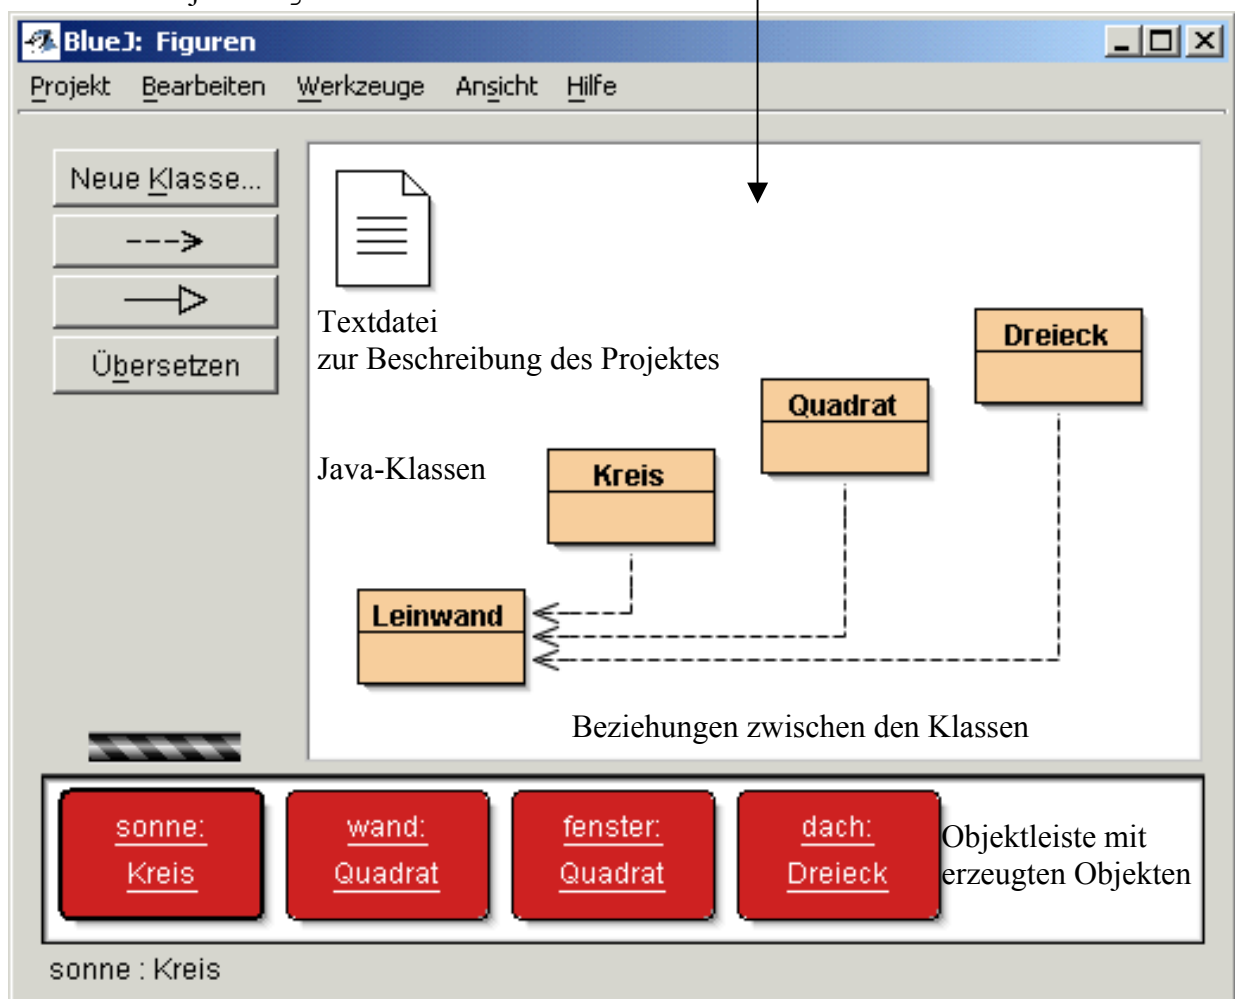 BlueJ: Figuren
Projekt Bearbeiten Werkzeuge Ansicht Hilfe
Neue Klasse...
Übersetzen
Textdatei
zur Beschreibung des Projektes
Dreieck
Quadrat
Java-Klassen
Kreis
Leinwand
Beziehungen zwischen den Klassen
sonne:
Kreis
wand:
Quadrat
fenster:
Quadrat
dach:
Dreieck
Objektleiste mit
erzeugten Objekten
sonne : Kreis